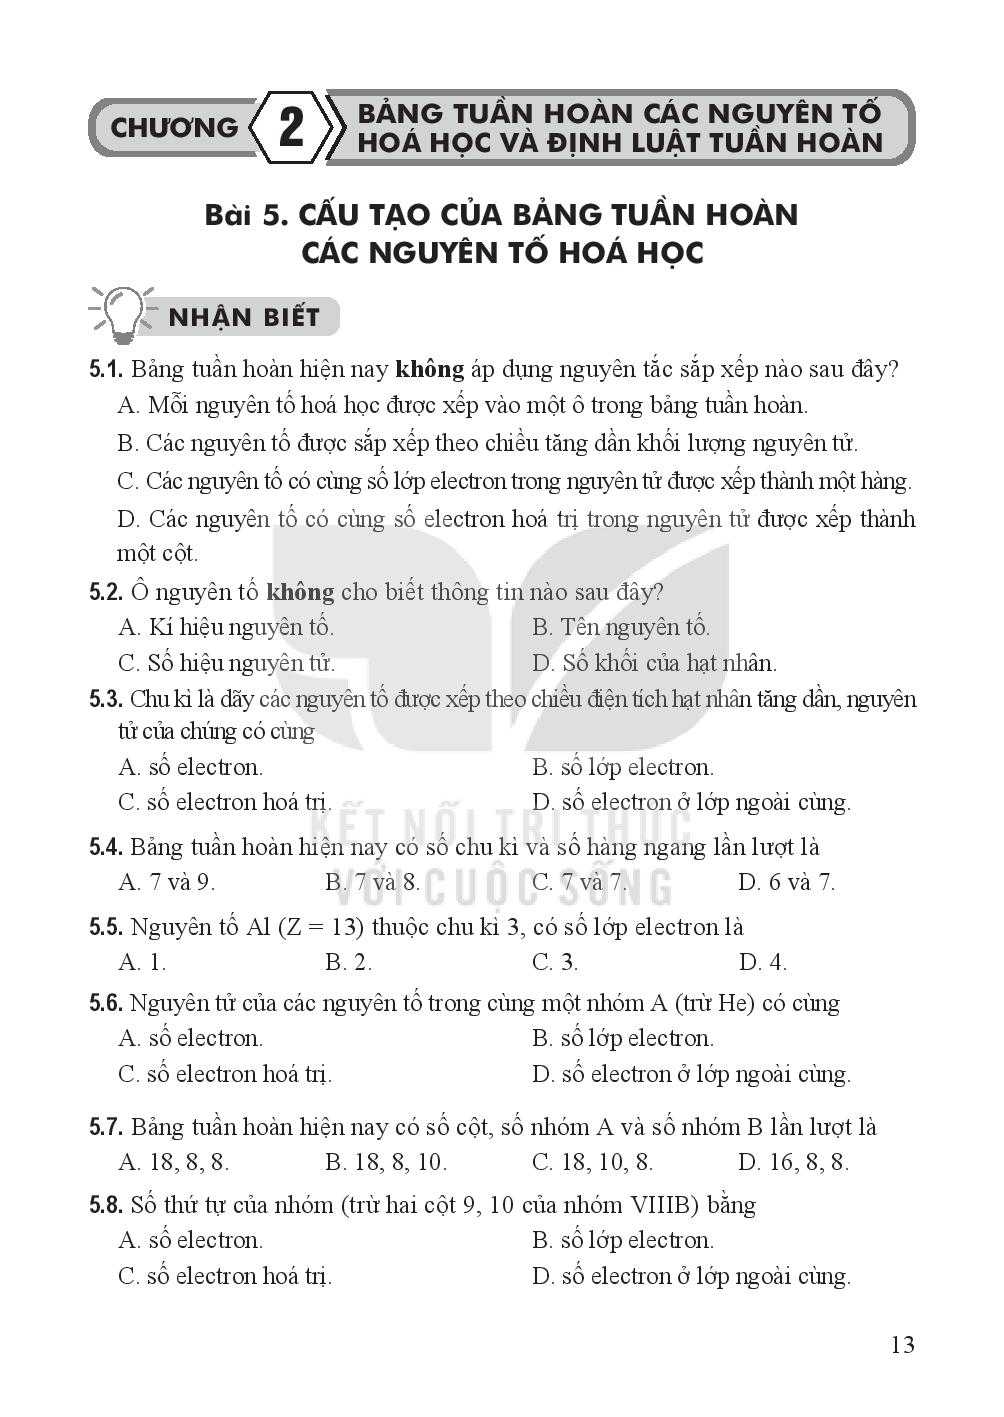 CHƯƠNG 2 BẢNG TUẦN HOÀN CÁC NGUYÊN TỐ
HOÁ HỌC VÀ ĐỊNH LUẬT TUẦN HOÀN
Bài 5. CẤU TẠO CỦA BẢNG TUẦN HOÀN
CÁC NGUYÊN TỐ HOÁ HỌC
NHẬN BIẾT
5.1. Bảng tuần hoàn hiện nay không áp dụng nguyên tắc sắp xếp nào sau đây?
A. Mỗi nguyên tố hoá học được xếp vào một ô trong bảng tuần hoàn.
B. Các nguyên tố được sắp xếp theo chiều tăng dần khối lượng nguyên tử.
C. Các nguyên tố có cùng số lớp electron trong nguyên tử được xếp thành một hàng.
D. Các nguyên tố có cùng số electron hoá trị trong nguyên tử được xếp thành
một cột.
5.2. Ô nguyên tố không cho biết thông tin nào sau đây?
A. Kí hiệu nguyên tố. B. Tên nguyên tố.
C. Số hiệu nguyên tử. D. Số khối của hạt nhân.
5.3. Chu kì là dãy các nguyên tố được xếp theo chiều điện tích hạt nhân tăng dần, nguyên
tử của chúng có cùng
A. số electron. B. số lớp electron.
C. số electron hoá trị. D. số electron ở lớp ngoài cùng.
KẾT NỐI TRI THỨC
5.4. Bảng tuần hoàn hiện nay có số chu kì và số hàng ngang lần lượt là
A. 7 và 9. B. 7 và 8. C. 7 và 7. D. 6 và 7.
VỚI CUỘC SỐNG
5.5. Nguyên tố Al (Z = 13) thuộc chu kì 3, có số lớp electron là
A. 1. B. 2. C. 3. D. 4.
5.6. Nguyên tử của các nguyên tố trong cùng một nhóm A (trừ He) có cùng
A. số electron. B. số lớp electron.
C. số electron hoá trị. D. số electron ở lớp ngoài cùng.
5.7. Bảng tuần hoàn hiện nay có số cột, số nhóm A và số nhóm B lần lượt là
A. 18, 8, 8. B. 18, 8, 10. C. 18, 10, 8. D. 16, 8, 8.
5.8. Số thứ tự của nhóm (trừ hai cột 9, 10 của nhóm VIIIB) bằng
A. số electron. B. số lớp electron.
C. số electron hoá trị. D. số electron ở lớp ngoài cùng.
13